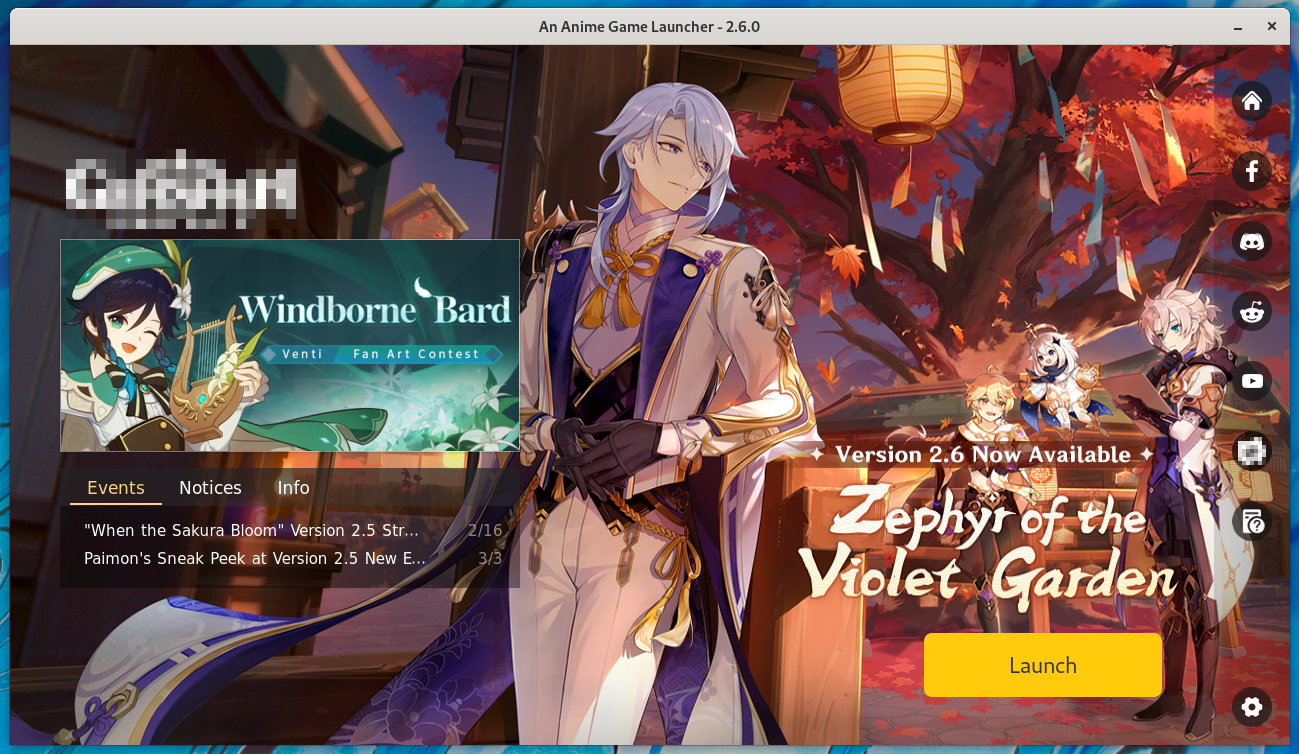 An Anime Game Launcher - 2.6.0
Windborne Bard
Venti Fan Art Contest
Events Notices Info
"When the Sakura Bloom" Version 2.5 Str... 2/16
Paimon's Sneak Peek at Version 2.5 New E... 3/3
Version 2.6 Now Available
Zephyr of the
Violet Garden
Launch